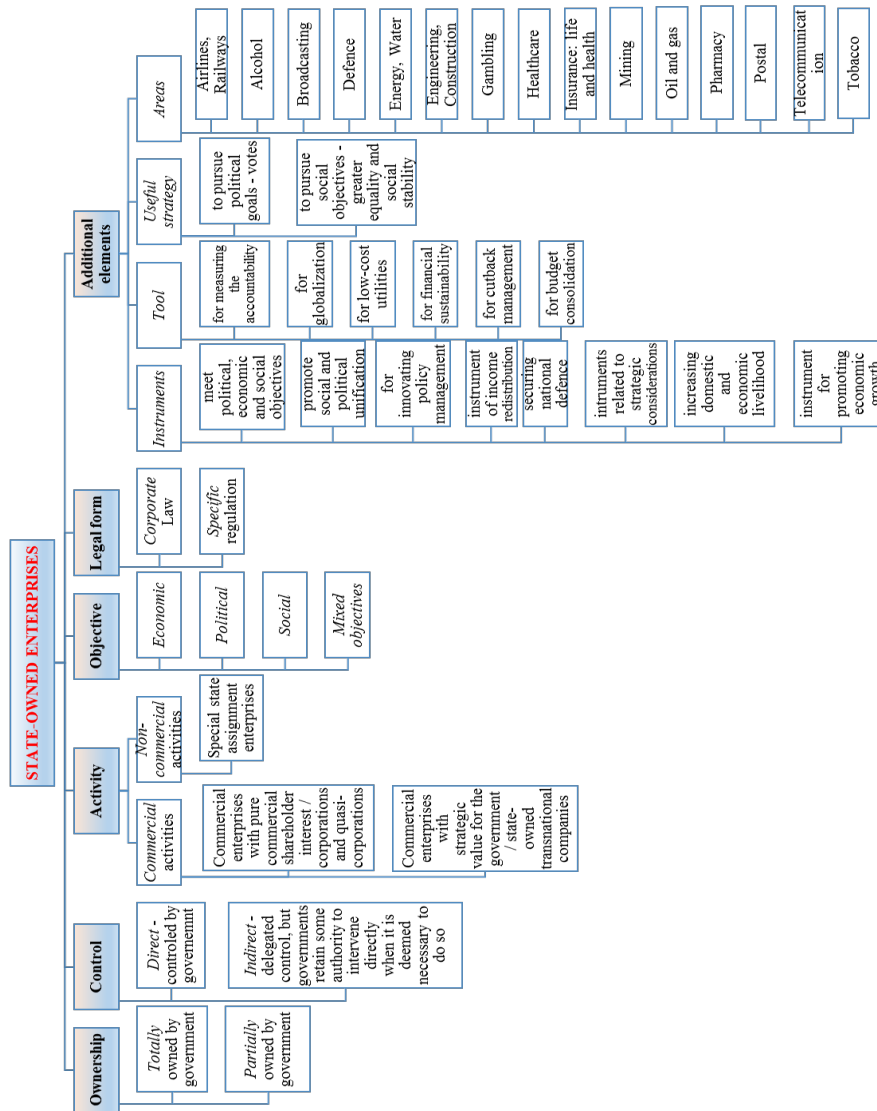 STATE-OWNED ENTERPRISES
Ownership
Totally
owned by
government
Partially
owned by
government
Control
Direct -
controled by
governemnt
Indirect -
delegated
control, but
governments
retain some
authority to
intervene
directly
when it is
deemed
necessary to
do so
Activity
Commercial
activities
Commercial
enterprises
with pure
commercial
shareholder
interest /
corporations
and quasi-
corporations
Commercial
enterprises
with
strategic
value for the
government
/ state-
owned
transnational
companies
Non-
commercial
activities
Special state
assignment
enterprises
Objective
Economic
Political
Social
Mixed
objectives
Legal form
Corporate
Law
Specific
regulation
Additional
elements
Instruments
meet
political,
economic
and social
objectives
promote
social and
political
unification
for
innovating
policy
management
instrument
of income
redistribution
securing
national
defence
intruments
related to
strategic
considerations
increasing
domestic
and
economic
livelihood
instrument
for
promoting
economic
growth
Tool
for measuring
the
accountability
for
globalization
for low-cost
utilities
for financial
sustainability
for cutback
management
for budget
consolidation
Useful
strategy
to pursue
political
goals - votes
to pursue
social
objectives -
greater
equality and
social
stability
Areas
Airlines,
Railways
Alcohol
Broadcasting
Defence
Energy, Water
Engineering,
Construction
Gambling
Healthcare
Insurance: life
and health
Mining
Oil and gas
Pharmacy
Postal
Telecommunicat
ion
Tobacco